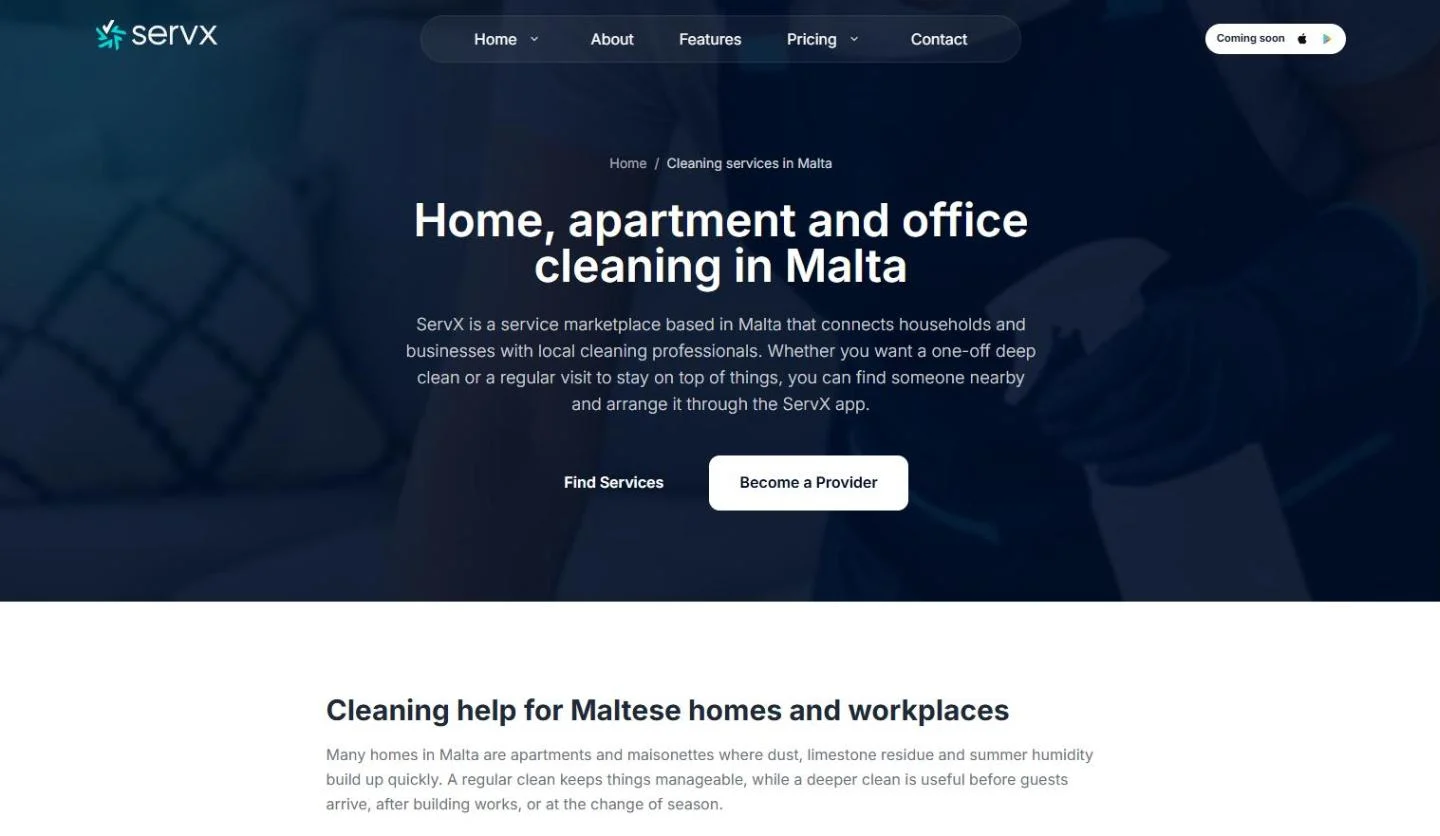 servx
Home
About
Features
Pricing
Contact
Coming soon
Home / Cleaning services in Malta
Home, apartment and office
cleaning in Malta
ServX is a service marketplace based in Malta that connects households and
businesses with local cleaning professionals. Whether you want a one-off deep
clean or a regular visit to stay on top of things, you can find someone nearby
and arrange it through the ServX app.
Find Services
Become a Provider
Cleaning help for Maltese homes and workplaces
Many homes in Malta are apartments and maisonettes where dust, limestone residue and summer humidity
build up quickly. A regular clean keeps things manageable, while a deeper clean is useful before guests
arrive, after building works, or at the change of season.